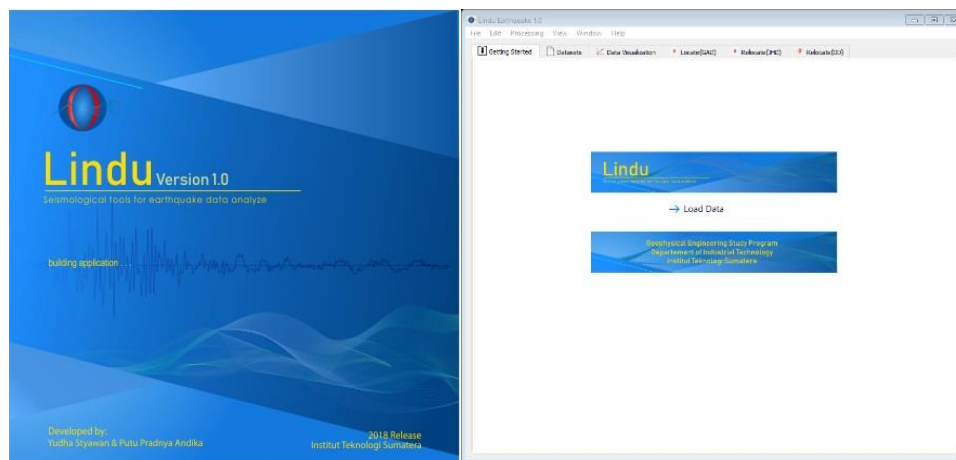 Lindu Version 1.0
Seismological tools for earthquake data analyze
building application . . .
Developed by:
Yudha Styawan & Putu Pradnya Andika
2018 Release
Institut Teknologi Sumatera
Lindu Earthquake 1.0
File Edit Processing View Window Help
Getting Started Datasets Data Visualization Locate(GAD) Relocate(JHD) Relocate(DD)
Lindu
→ Load Data
Geophysical Engineering Study Program
Departement of Industrial Technology
Institut Teknologi Sumatera